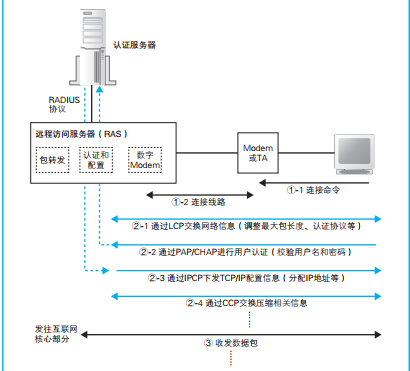 认证服务器
RADIUS
协议
远程访问服务器（RAS）
包转发
认证和
配置
数字
Modem
Modem
或TA
①-1 连接命令
①-2 连接线路
②-1 通过LCP交换网络信息（调整最大包长度、认证协议等）
②-2 通过PAP/CHAP进行用户认证（校验用户名和密码）
②-3 通过IPCP下发TCP/IP配置信息（分配IP地址等）
②-4 通过CCP交换压缩相关信息
发往互联网
核心部分
③ 收发数据包